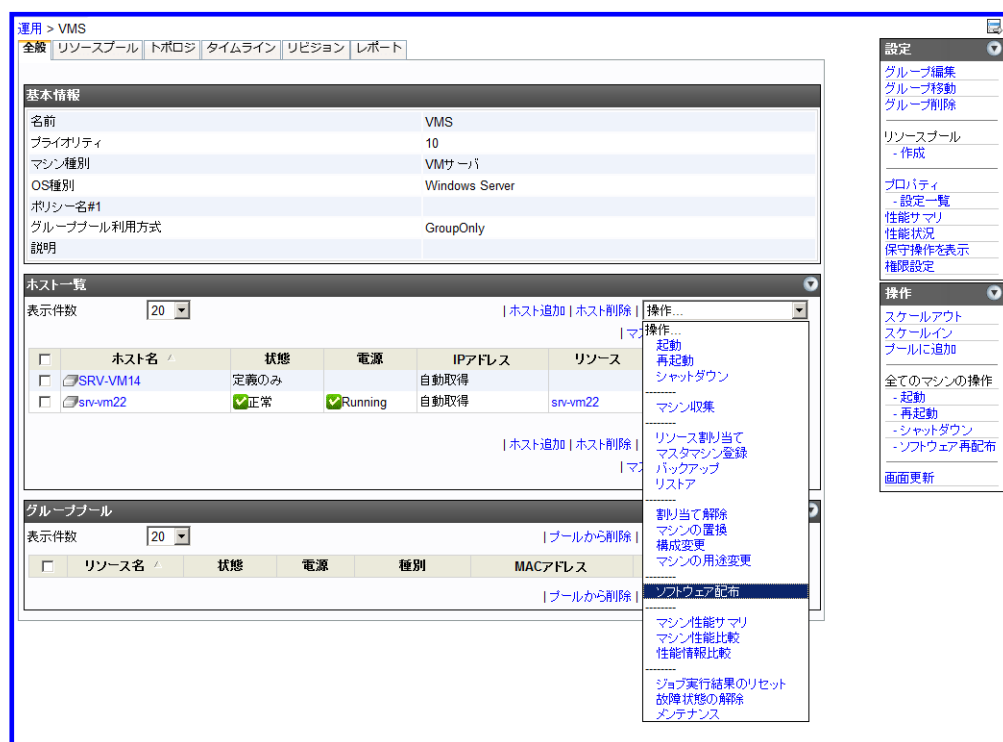 運用 > VMS
全般 リソースプール トポロジ タイムライン リビジョン レポート
基本情報
名前 VMS
プライオリティ 10
マシン種別 VMサーバ
OS種別 Windows Server
ポリシー名#1
グループプール利用方式 GroupOnly
説明
ホスト一覧
表示件数 20 | ホスト追加 | ホスト削除 | 操作...
| マ
ホスト名 状態 電源 IPアドレス リソース
SRV-VM14 定義のみ 自動取得
srv-vm22 正常 Running 自動取得 srv-vm22
| ホスト追加 | ホスト削除 |
| マ
グループプール
表示件数 20 | プールから削除 |
リソース名 状態 電源 種別 MACアドレス
| プールから削除 |
操作...
起動
再起動
シャットダウン
--------
マシン収集
--------
リソース割り当て
マスタマシン登録
バックアップ
リストア
--------
割り当て解除
マシンの置換
構成変更
マシンの用途変更
--------
ソフトウェア配布
--------
マシン性能サマリ
マシン性能比較
性能情報比較
--------
ジョブ実行結果のリセット
故障状態の解除
メンテナンス
設定
グループ編集
グループ移動
グループ削除
リソースプール
- 作成
プロパティ
- 設定一覧
性能サマリ
性能状況
保守操作を表示
権限設定
操作
スケールアウト
スケールイン
プールに追加
全てのマシンの操作
- 起動
- 再起動
- シャットダウン
- ソフトウェア再配布
画面更新